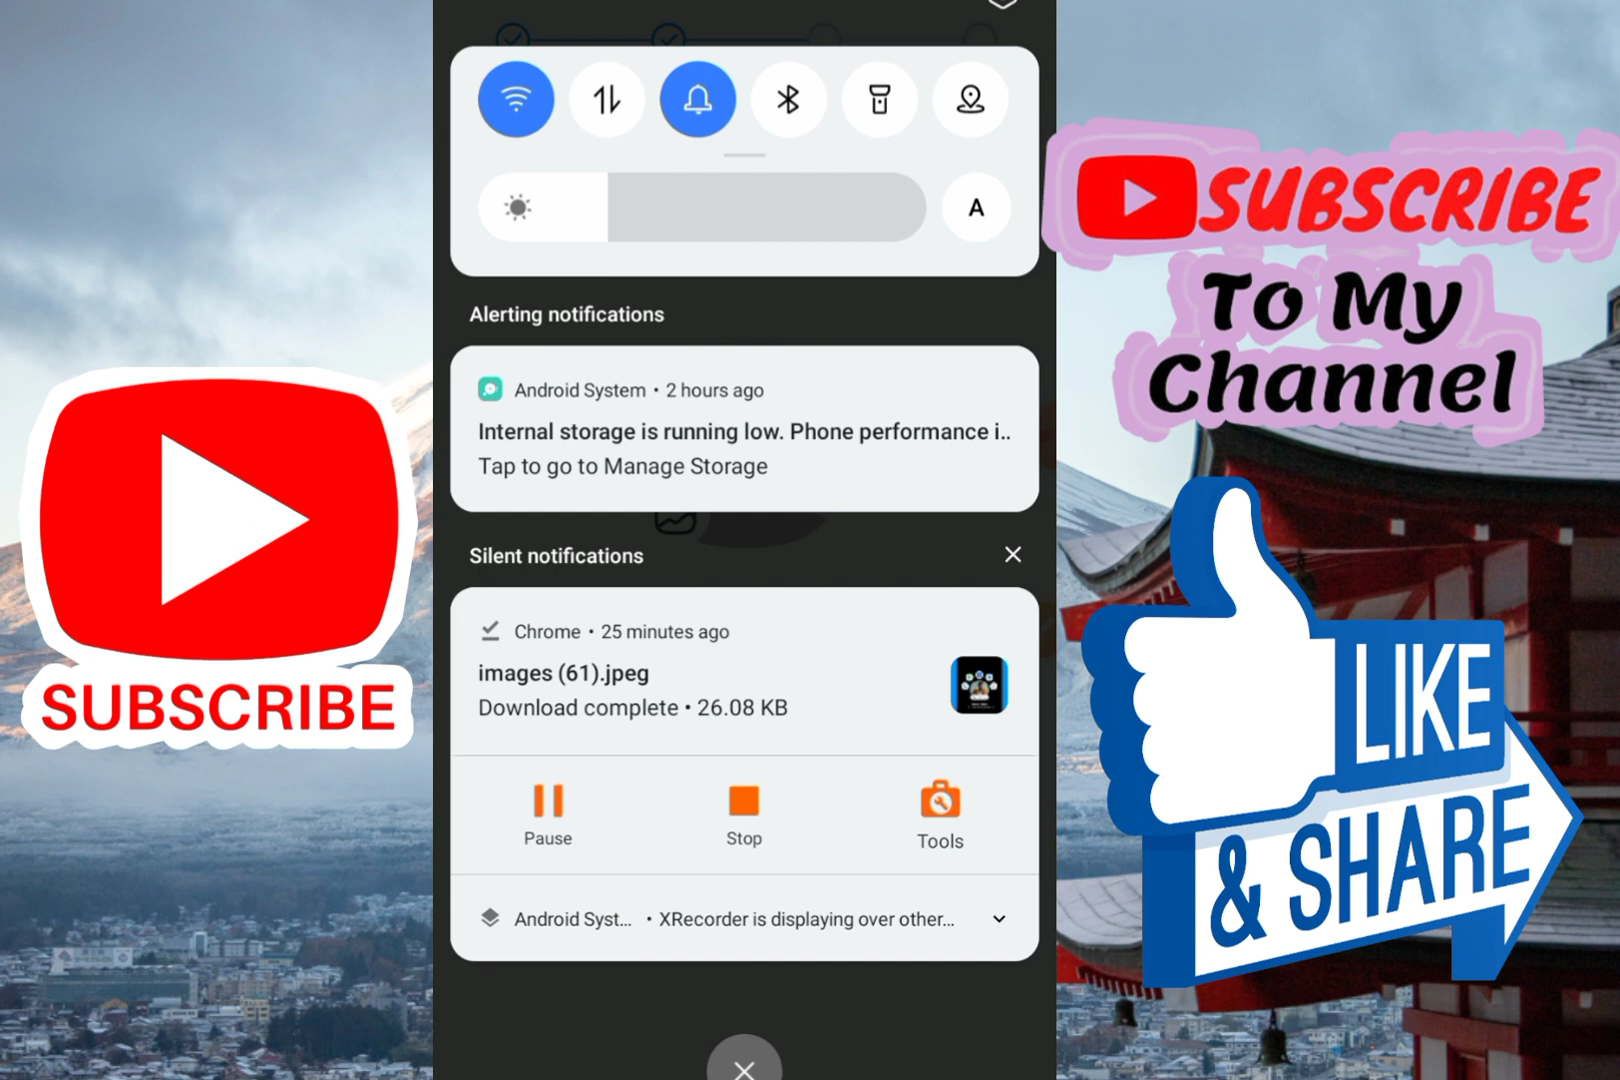 A
Alerting notifications
Android System • 2 hours ago
Internal storage is running low. Phone performance i..
Tap to go to Manage Storage
Silent notifications
Chrome • 25 minutes ago
images (61).jpeg
Download complete • 26.08 KB
Pause
Stop
Tools
Android Syst... • XRecorder is displaying over other...
SUBSCRIBE
SUBSCRIBE
To My
Channel
LIKE
& SHARE